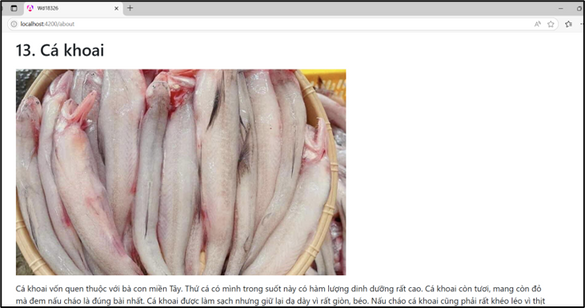 Wd18326
localhost:4200/about
13. Cá khoai
Cá khoai vốn quen thuộc với bà con miền Tây. Thứ cá có mình trong suốt này có hàm lượng dinh dưỡng rất cao. Cá khoai còn tươi, mang còn đỏ
mà đem nấu cháo là đúng bài nhất. Cá khoai được làm sạch nhưng giữ lại dạ dày vì rất giòn, béo. Nấu cháo cá khoai cũng phải rất khéo léo vì thịt